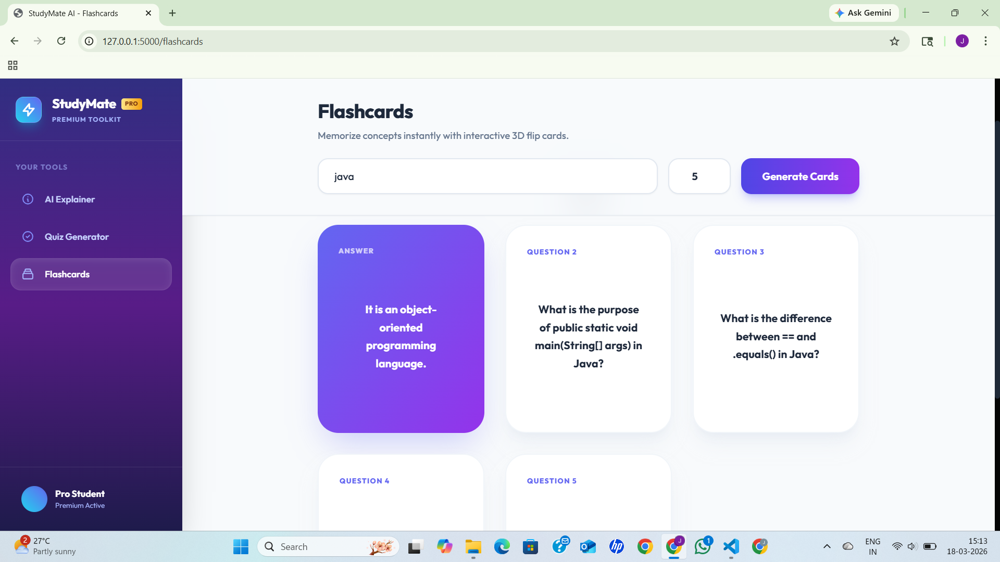 StudyMate AI - Flashcards
Ask Gemini
127.0.0.1:5000/flashcards
J
StudyMate PRO
PREMIUM TOOLKIT
YOUR TOOLS
AI Explainer
Quiz Generator
Flashcards
Pro Student
Premium Active
Flashcards
Memorize concepts instantly with interactive 3D flip cards.
java
5
Generate Cards
ANSWER
It is an object-
oriented
programming
language.
QUESTION 2
What is the purpose
of public static void
main(String[] args) in
Java?
QUESTION 3
What is the difference
between == and
.equals() in Java?
QUESTION 4
QUESTION 5
2
27°C
Partly sunny
Search
hp
J
1
J
ENG
IN
15:13
18-03-2026